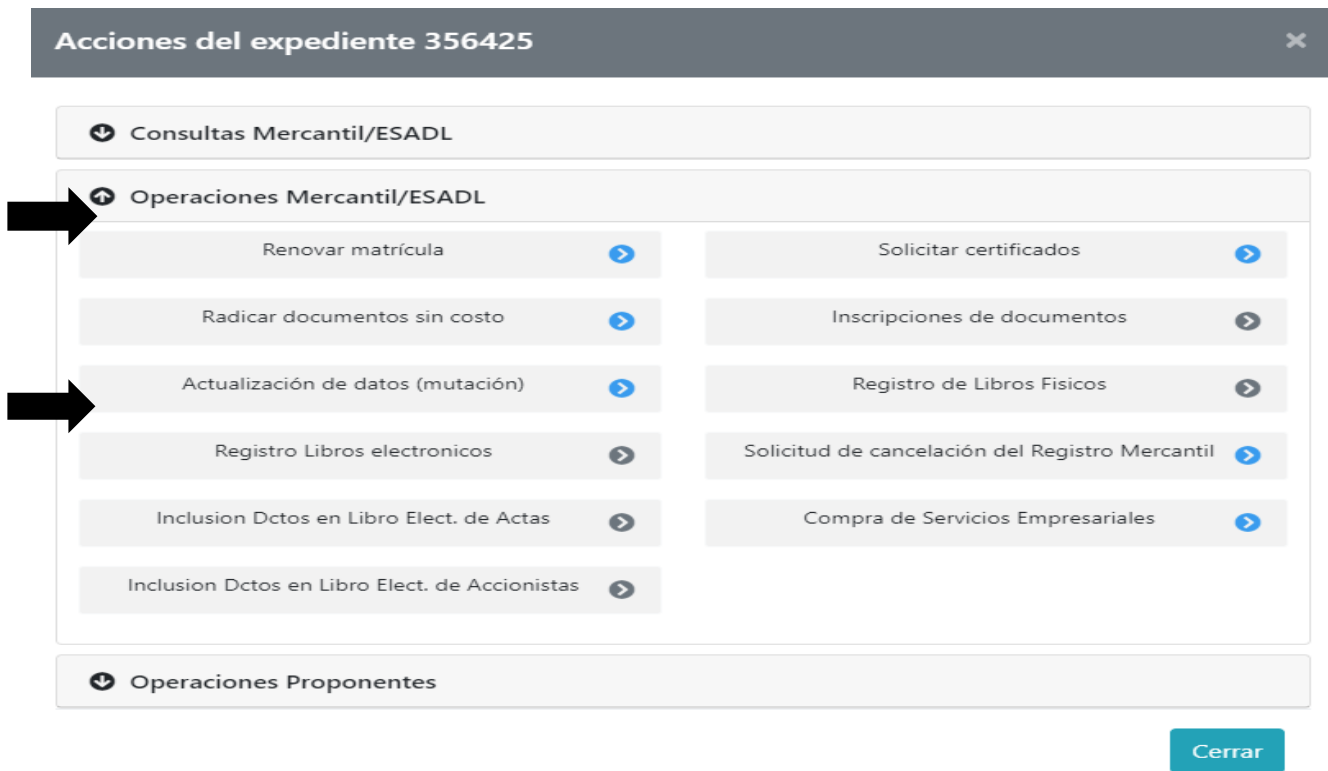 Acciones del expediente 356425
Consultas Mercantil/ESADL
Operaciones Mercantil/ESADL
Renovar matrícula
Solicitar certificados
Radicar documentos sin costo
Inscripciones de documentos
Actualización de datos (mutación)
Registro de Libros Fisicos
Registro Libros electronicos
Solicitud de cancelación del Registro Mercantil
Inclusion Dctos en Libro Elect. de Actas
Compra de Servicios Empresariales
Inclusion Dctos en Libro Elect. de Accionistas
Operaciones Proponentes
Cerrar